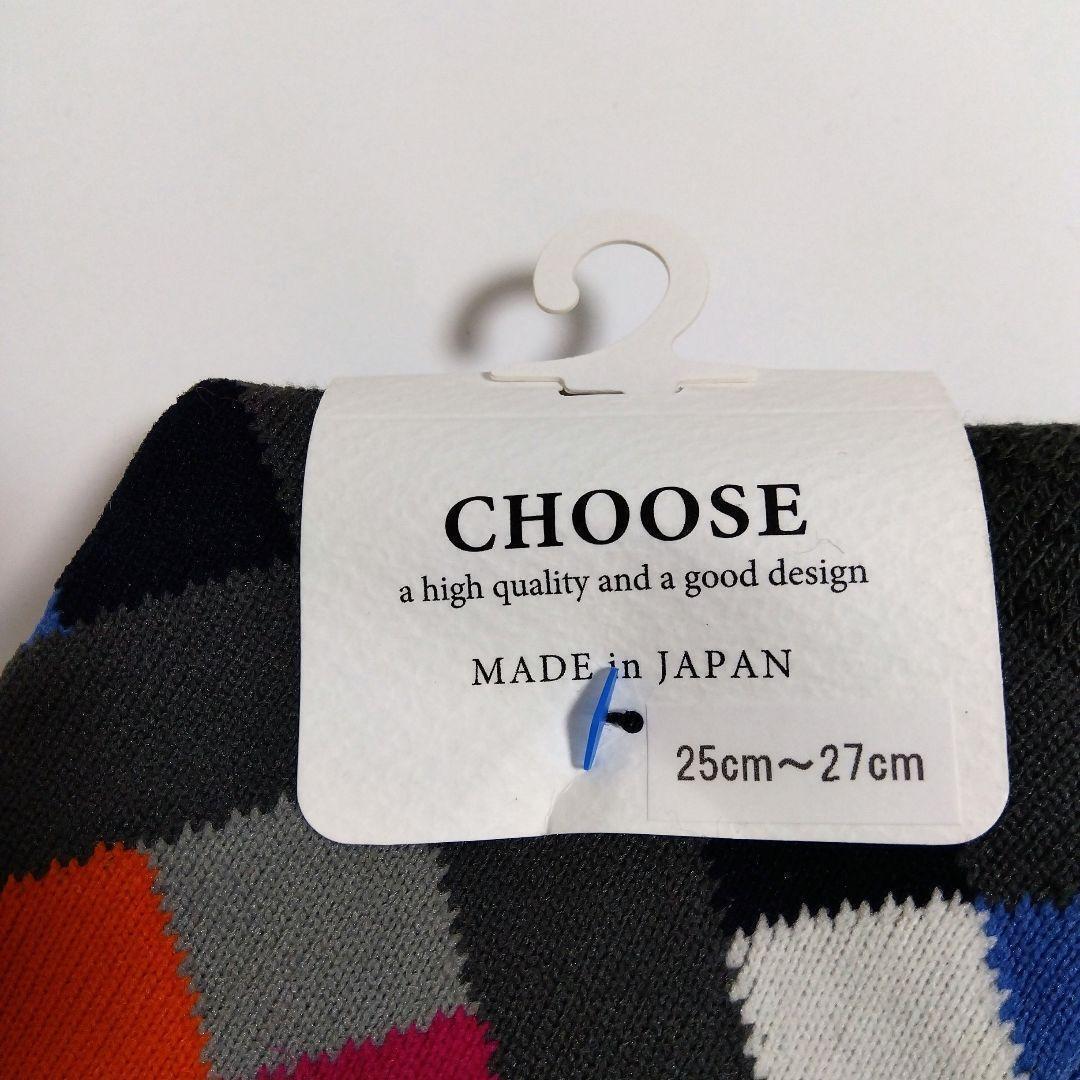 CHOOSE
a high quality and a good design
MADE in JAPAN
25cm～27cm